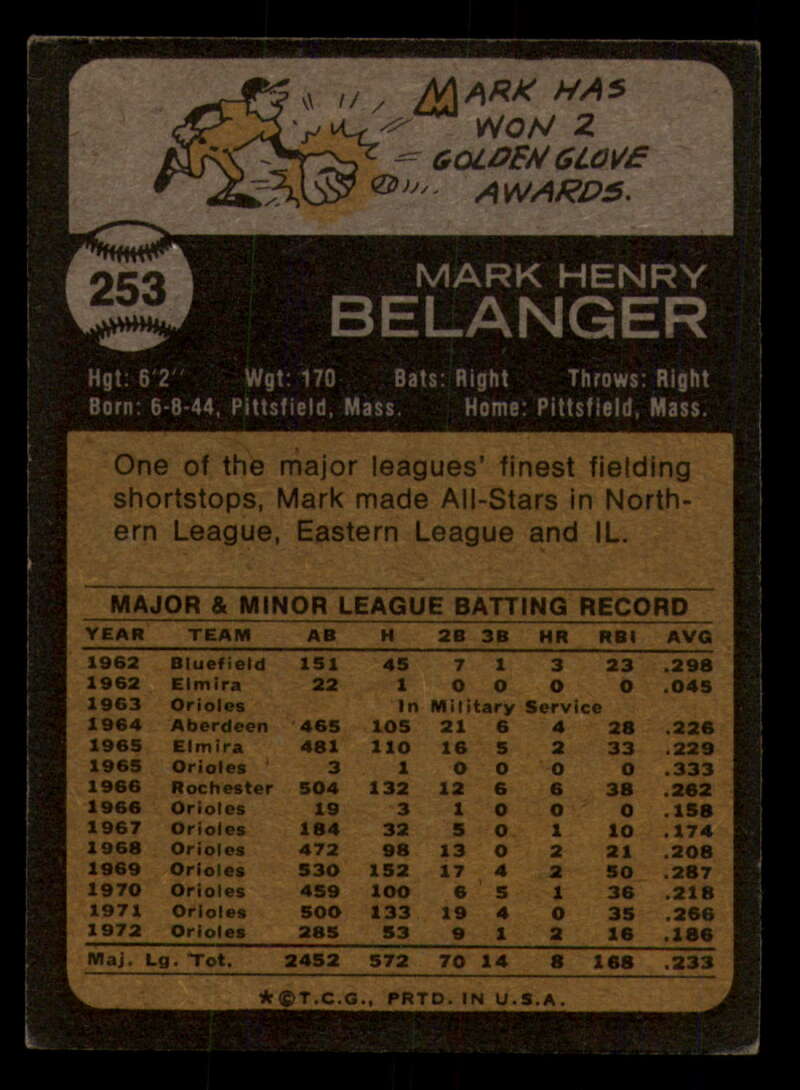 MARK HAS
WON 2
GOLDEN GLOVE
AWARDS.
253
MARK HENRY
BELANGER
Hgt: 6'2" Wgt: 170 Bats: Right Throws: Right
Born: 6-8-44, Pittsfield, Mass. Home: Pittsfield, Mass.
One of the major leagues' finest fielding
shortstops, Mark made All-Stars in North-
ern League, Eastern League and IL.
MAJOR & MINOR LEAGUE BATTING RECORD
YEAR TEAM AB H 2B 3B HR RBI AVG
1962 Bluefield 151 45 7 1 3 23 .298
1962 Elmira 22 1 0 0 0 0 .045
1963 Orioles In Military Service
1964 Aberdeen 465 105 21 6 4 28 .226
1965 Elmira 481 110 16 5 2 33 .229
1965 Orioles 3 1 0 0 0 0 .333
1966 Rochester 504 132 12 6 6 38 .262
1966 Orioles 19 3 1 0 0 0 .158
1967 Orioles 184 32 5 0 1 10 .174
1968 Orioles 472 98 13 0 2 21 .208
1969 Orioles 530 152 17 4 2 50 .287
1970 Orioles 459 100 6 5 1 36 .218
1971 Orioles 500 133 19 4 0 35 .266
1972 Orioles 285 53 9 1 2 16 .186
Maj. Lg. Tot. 2452 572 70 14 8 168 .233
★©T.C.G., PRTD. IN U.S.A.